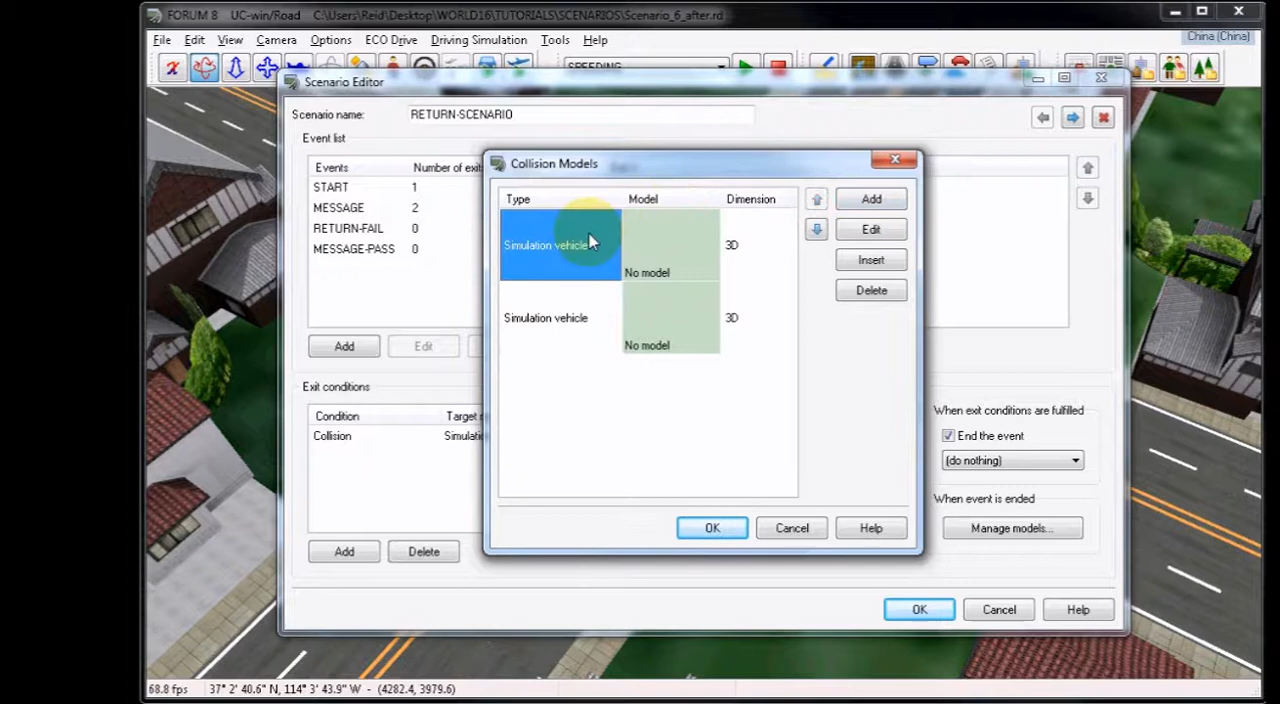 FORUM 8 UC-win/Road C:\Users\Reid\Desktop\WORLD16\TUTORIALS\SCENARIOS\Scenario_6_after.rd
China (China)
File Edit View Camera Options ECO Drive Driving Simulation Tools Help
SPEEDING
Scenario Editor
Scenario name: RETURN-SCENARIO
Event list
Events Number of exit
START 1
MESSAGE 2
RETURN-FAIL 0
MESSAGE-PASS 0
Add Edit
Exit conditions
Condition Target
Collision Simulati
Add Delete
When exit conditions are fulfilled
End the event
(do nothing)
When event is ended
Manage models...
OK Cancel Help
Collision Models
Type Model Dimension
Simulation vehicle No model 3D
Simulation vehicle No model 3D
Add
Edit
Insert
Delete
OK Cancel Help
68.8 fps 37° 2' 40.6" N, 114° 3' 43.9" W - (4282.4, 3979.6)